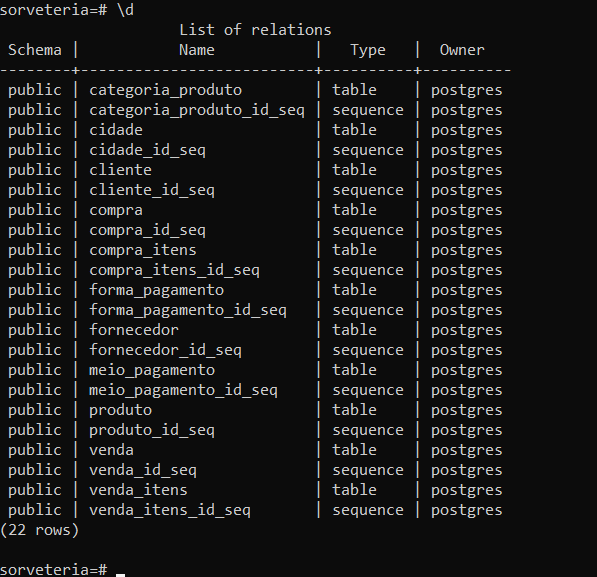 sorveteria=# \d
                    List of relations
 Schema |           Name           |   Type   |  Owner
--------+--------------------------+----------+----------
 public | categoria_produto        | table    | postgres
 public | categoria_produto_id_seq | sequence | postgres
 public | cidade                   | table    | postgres
 public | cidade_id_seq            | sequence | postgres
 public | cliente                  | table    | postgres
 public | cliente_id_seq           | sequence | postgres
 public | compra                   | table    | postgres
 public | compra_id_seq            | sequence | postgres
 public | compra_itens             | table    | postgres
 public | compra_itens_id_seq      | sequence | postgres
 public | forma_pagamento          | table    | postgres
 public | forma_pagamento_id_seq   | sequence | postgres
 public | fornecedor               | table    | postgres
 public | fornecedor_id_seq        | sequence | postgres
 public | meio_pagamento           | table    | postgres
 public | meio_pagamento_id_seq    | sequence | postgres
 public | produto                  | table    | postgres
 public | produto_id_seq           | sequence | postgres
 public | venda                    | table    | postgres
 public | venda_id_seq             | sequence | postgres
 public | venda_itens              | table    | postgres
 public | venda_itens_id_seq       | sequence | postgres
(22 rows)

sorveteria=# _